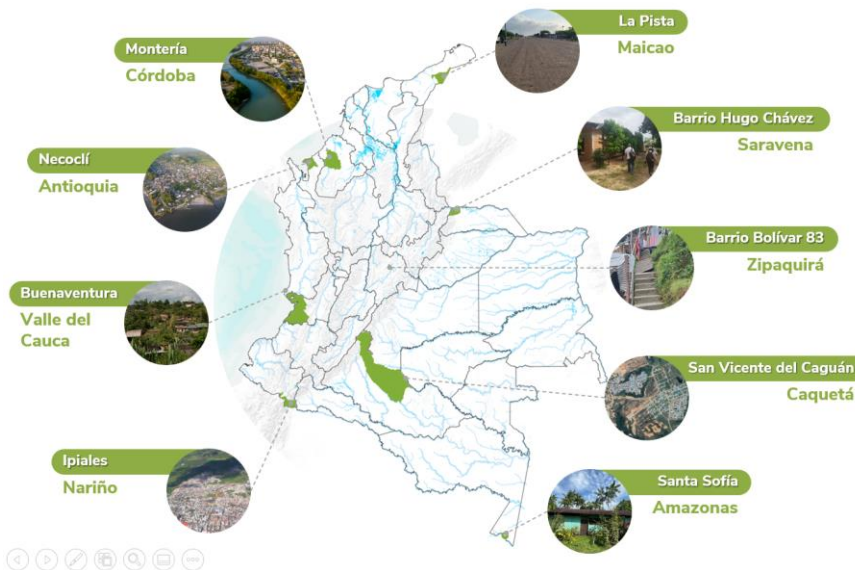 Montería
Córdoba
Necoclí
Antioquia
Buenaventura
Valle del
Cauca
Ipiales
Nariño
La Pista
Maicao
Barrio Hugo Chávez
Saravena
Barrio Bolívar 83
Zipaquirá
San Vicente del Caguán
Caquetá
Santa Sofía
Amazonas